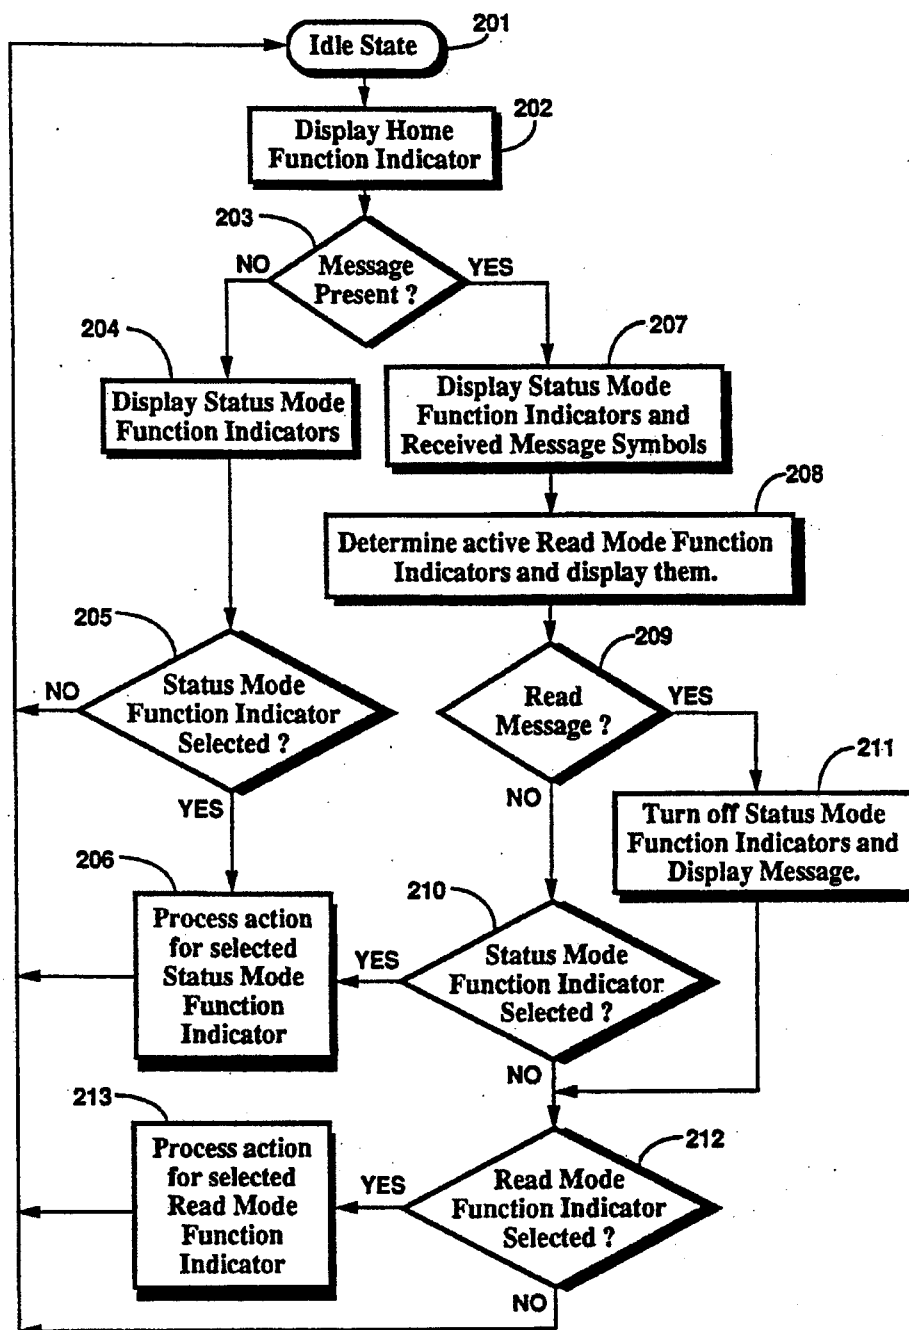 Idle State
201
Display Home
Function Indicator
202
203
NO
Message
Present ?
YES
204
Display Status Mode
Function Indicators
207
Display Status Mode
Function Indicators and
Received Message Symbols
208
Determine active Read Mode Function
Indicators and display them.
205
NO
Status Mode
Function Indicator
Selected ?
YES
209
Read
Message ?
YES
NO
211
Turn off Status Mode
Function Indicators and
Display Message.
206
Process action
for selected
Status Mode
Function
Indicator
210
YES
Status Mode
Function Indicator
Selected ?
NO
213
Process action
for selected
Read Mode
Function
Indicator
212
YES
Read Mode
Function Indicator
Selected ?
NO